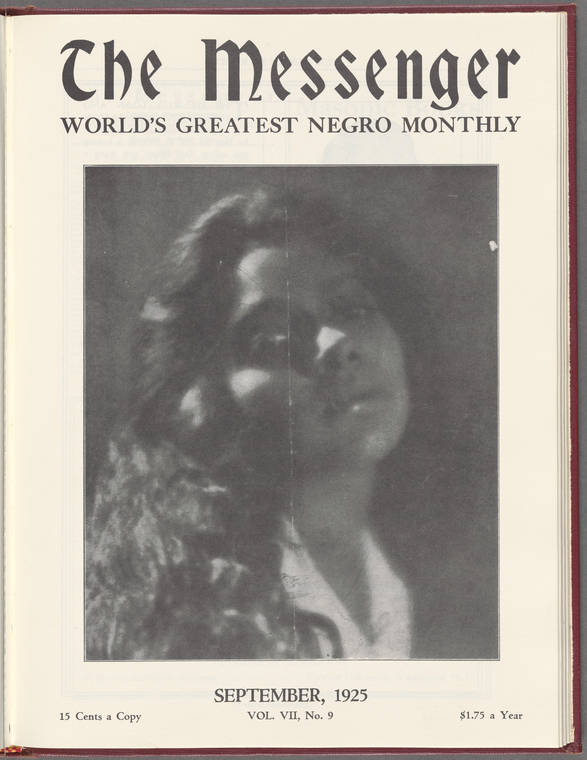 The Messenger
WORLD'S GREATEST NEGRO MONTHLY
SEPTEMBER, 1925
15 Cents a Copy VOL. VII, No. 9 $1.75 a Year